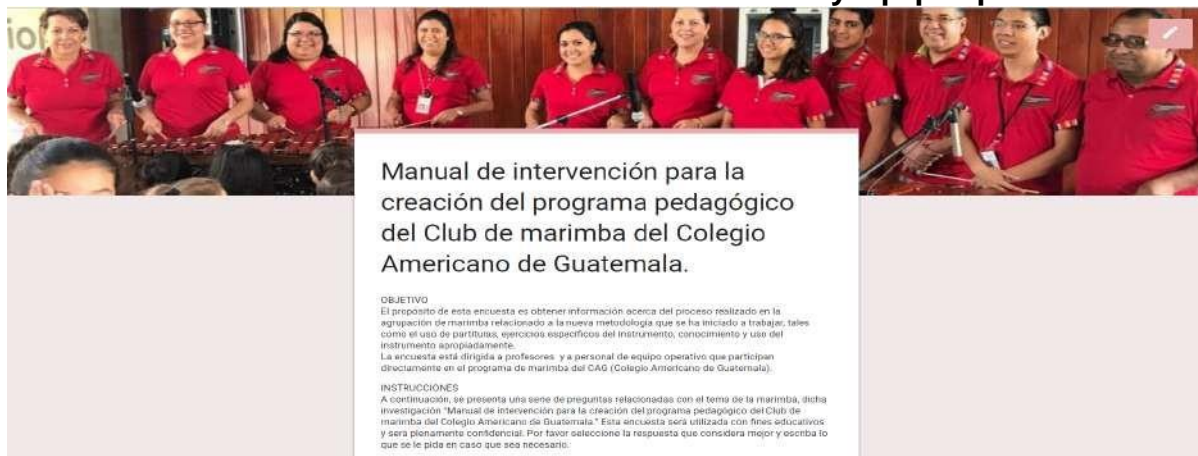 Manual de intervención para la
creación del programa pedagógico
del Club de marimba del Colegio
Americano de Guatemala.
OBJETIVO
El propósito de esta encuesta es obtener información acerca del proceso realizado en la
agrupación de marimba relacionado a la nueva metodología que se ha iniciado a trabajar, tales
como el uso de partituras, ejercicios específicos del instrumento, conocimiento y uso del
instrumento apropiadamente.
La encuesta está dirigida a profesores y a personal de equipo operativo que participan
directamente en el programa de marimba del CAG (Colegio Americano de Guatemala).
INSTRUCCIONES
A continuación, se presenta una serie de preguntas relacionadas con el tema de la marimba, dicha
investigación "Manual de intervención para la creación del programa pedagógico del Club de
marimba del Colegio Americano de Guatemala." Esta encuesta será utilizada con fines educativos
y será plenamente confidencial. Por favor seleccione la respuesta que considera mejor y escriba lo
que se le pida en caso que sea necesario.